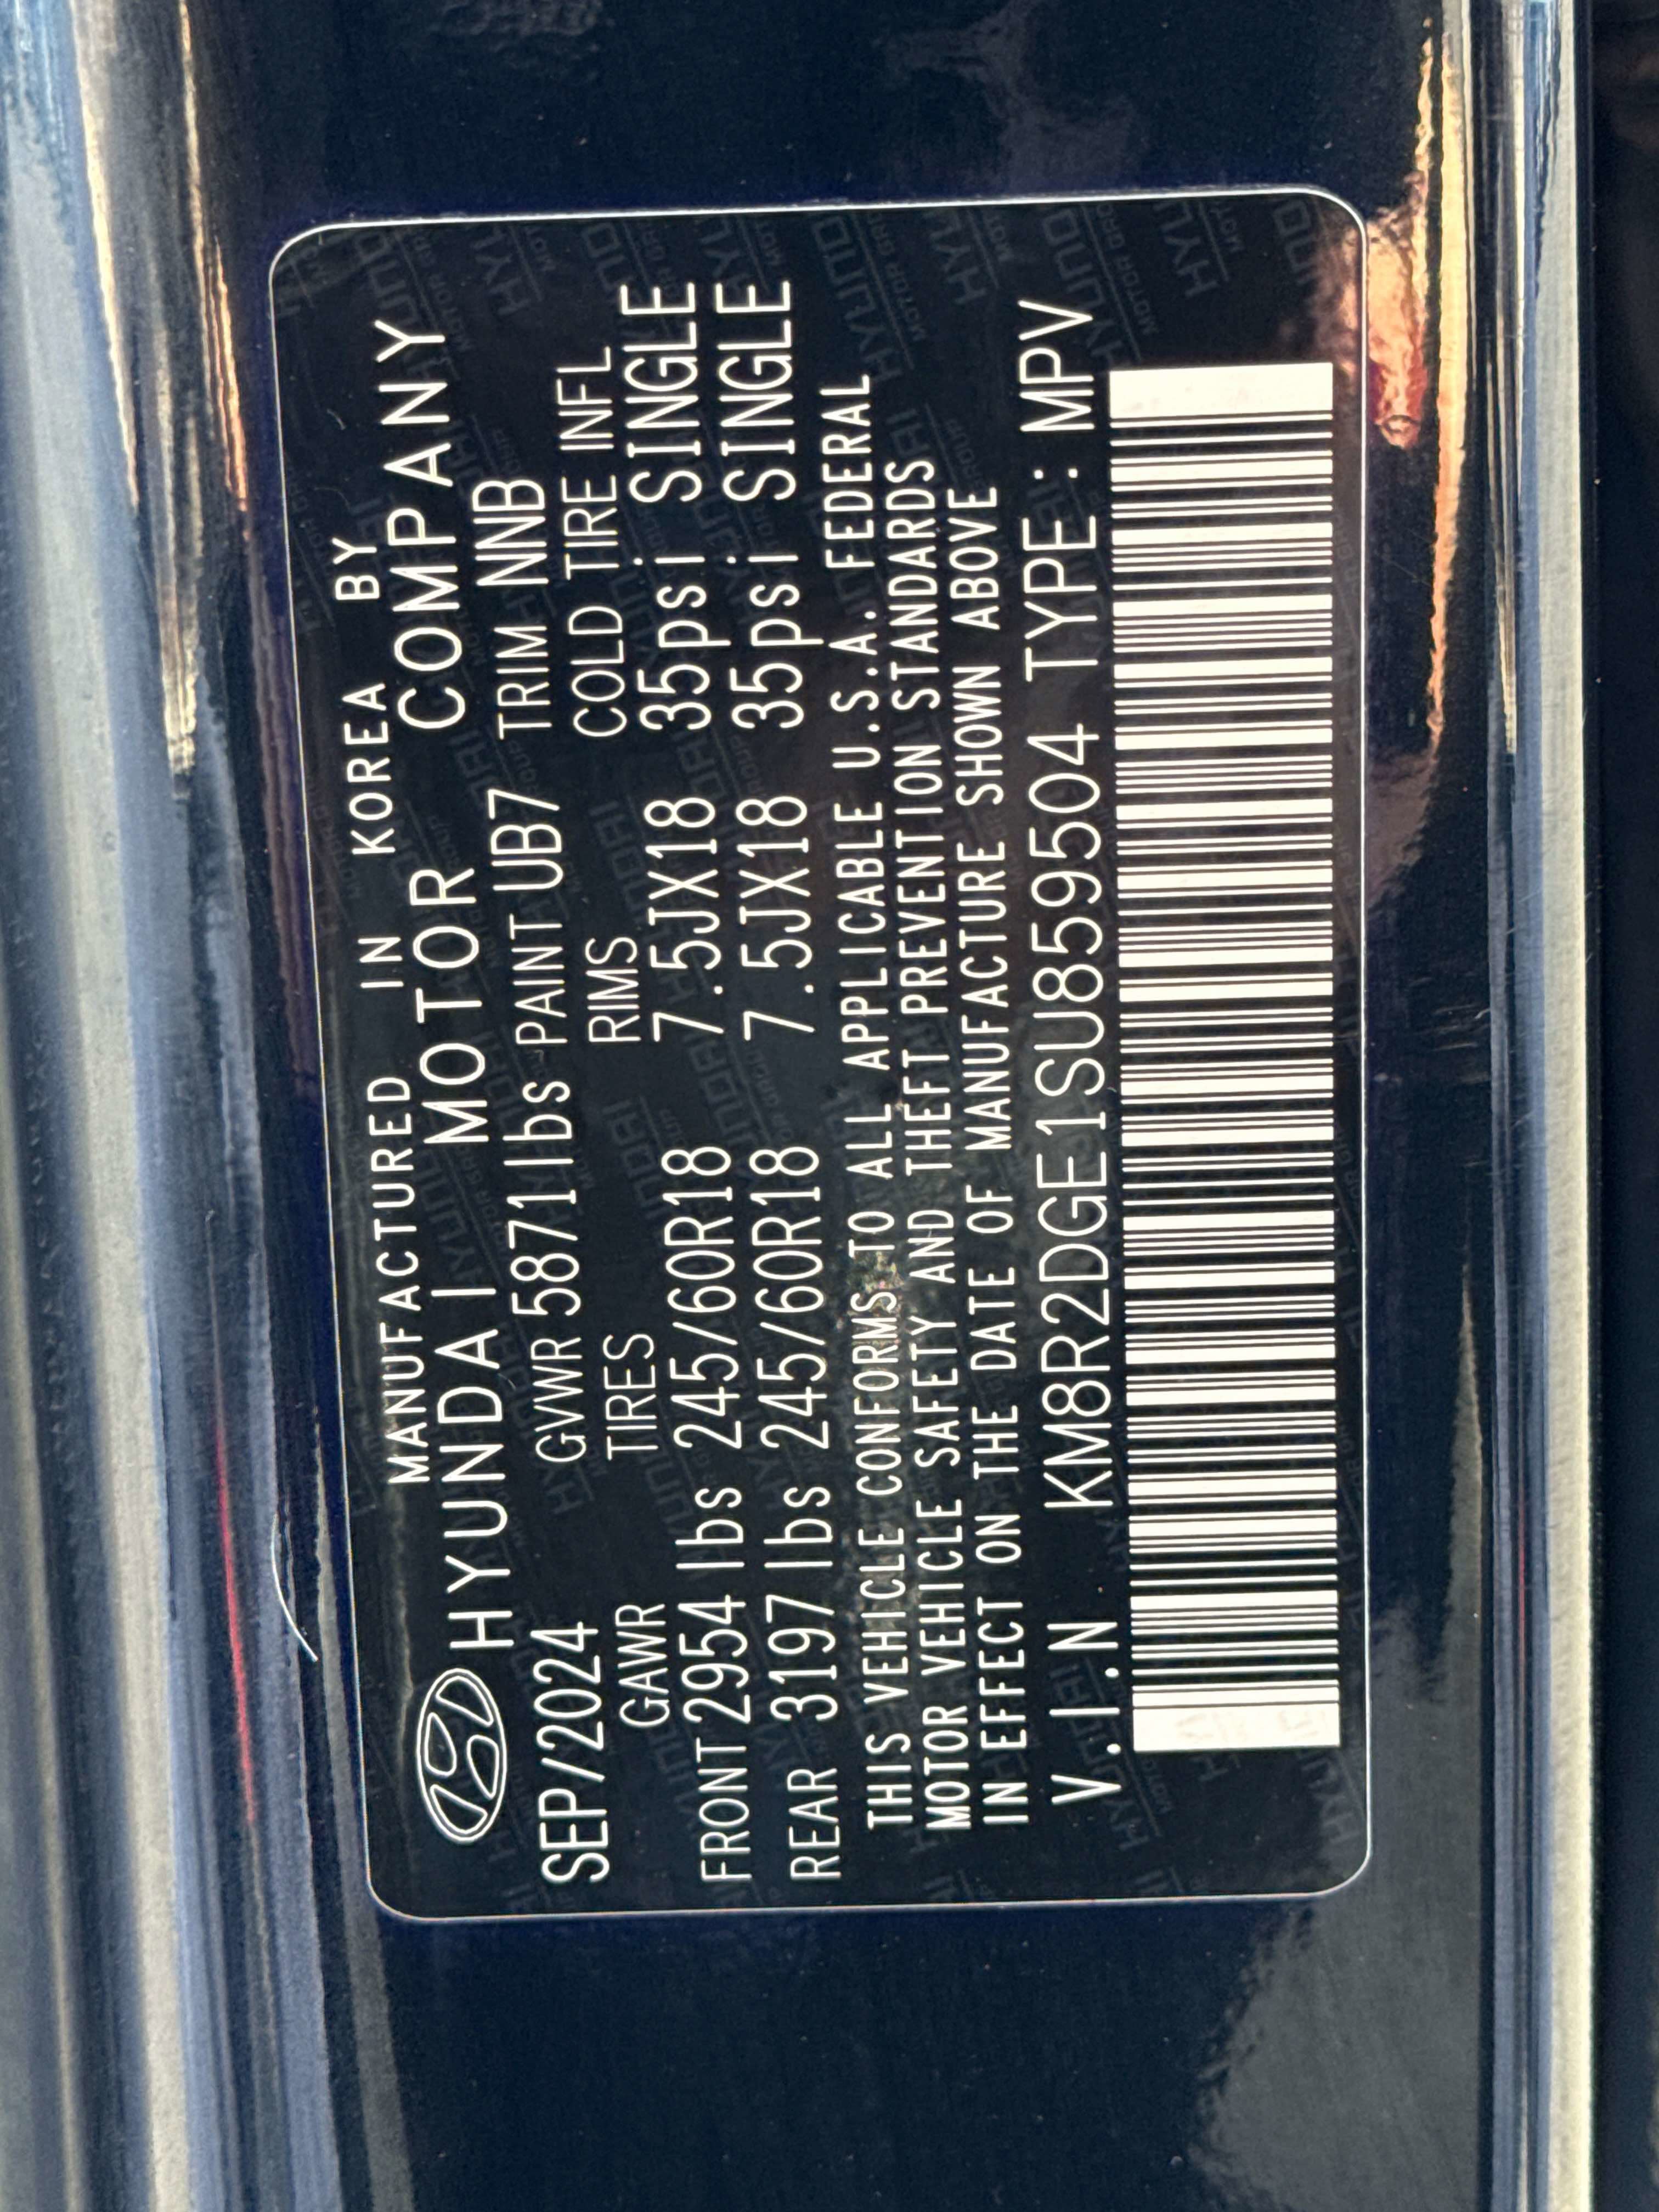 MANUFACTURED IN KOREA BY
HYUNDAI MOTOR COMPANY
SEP/2024 GVWR 5871lbs PAINT UB7 TRIM NNB
GAWR TIRES RIMS COLD TIRE INFL
FRONT 2954 lbs 245/60R18 7.5JX18 35psi SINGLE
REAR 3197 lbs 245/60R18 7.5JX18 35psi SINGLE
THIS VEHICLE CONFORMS TO ALL APPLICABLE U.S.A. FEDERAL
MOTOR VEHICLE SAFETY AND THEFT PREVENTION STANDARDS
IN EFFECT ON THE DATE OF MANUFACTURE SHOWN ABOVE
V.I.N KM8R2DGE1SU859504 TYPE: MPV